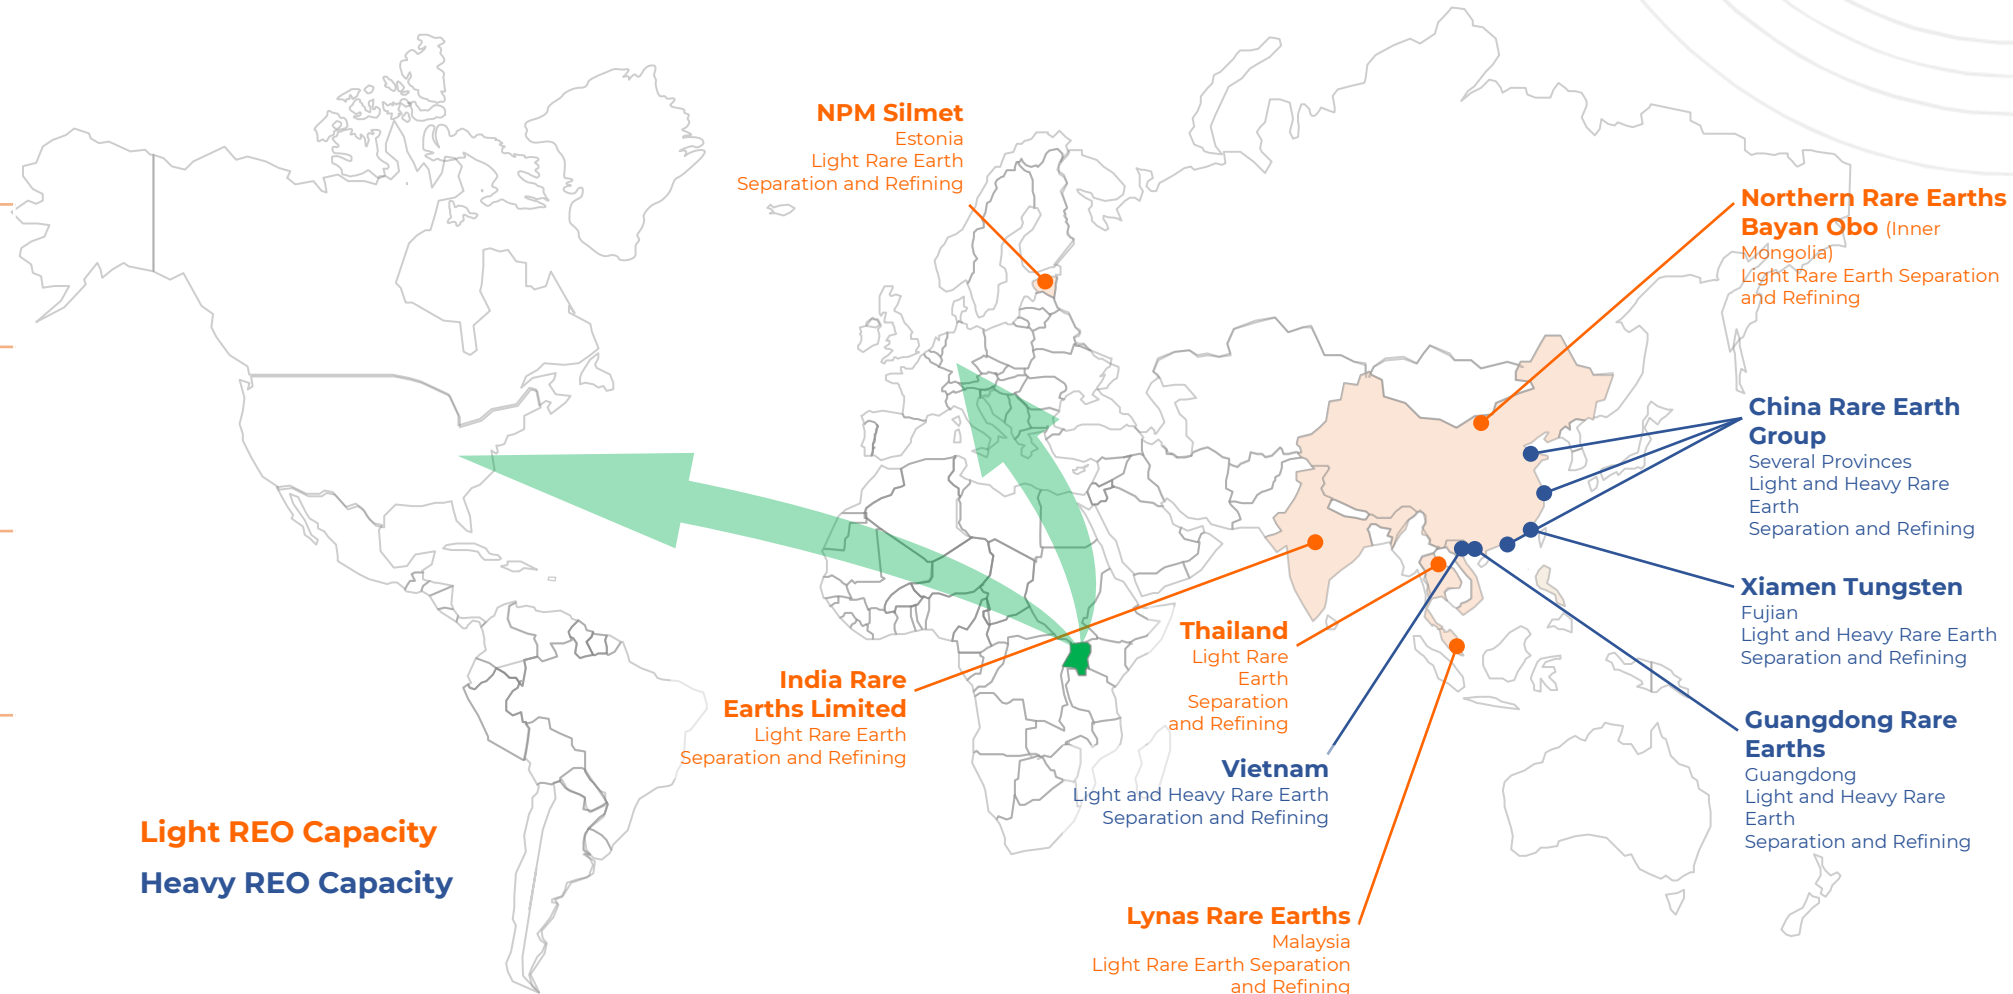 NPM Silmet
Estonia
Light Rare Earth
Separation and Refining
Northern Rare Earths
Bayan Obo (Inner
Mongolia)
Light Rare Earth Separation
and Refining
China Rare Earth
Group
Several Provinces
Light and Heavy Rare
Earth
Separation and Refining
Xiamen Tungsten
Fujian
Light and Heavy Rare Earth
Separation and Refining
Thailand
Light Rare
Earth
Separation
and Refining
India Rare
Earths Limited
Light Rare Earth
Separation and Refining
Guangdong Rare
Earths
Guangdong
Light and Heavy Rare
Earth
Separation and Refining
Vietnam
Light and Heavy Rare Earth
Separation and Refining
Light REO Capacity
Heavy REO Capacity
Lynas Rare Earths
Malaysia
Light Rare Earth Separation
and Refining